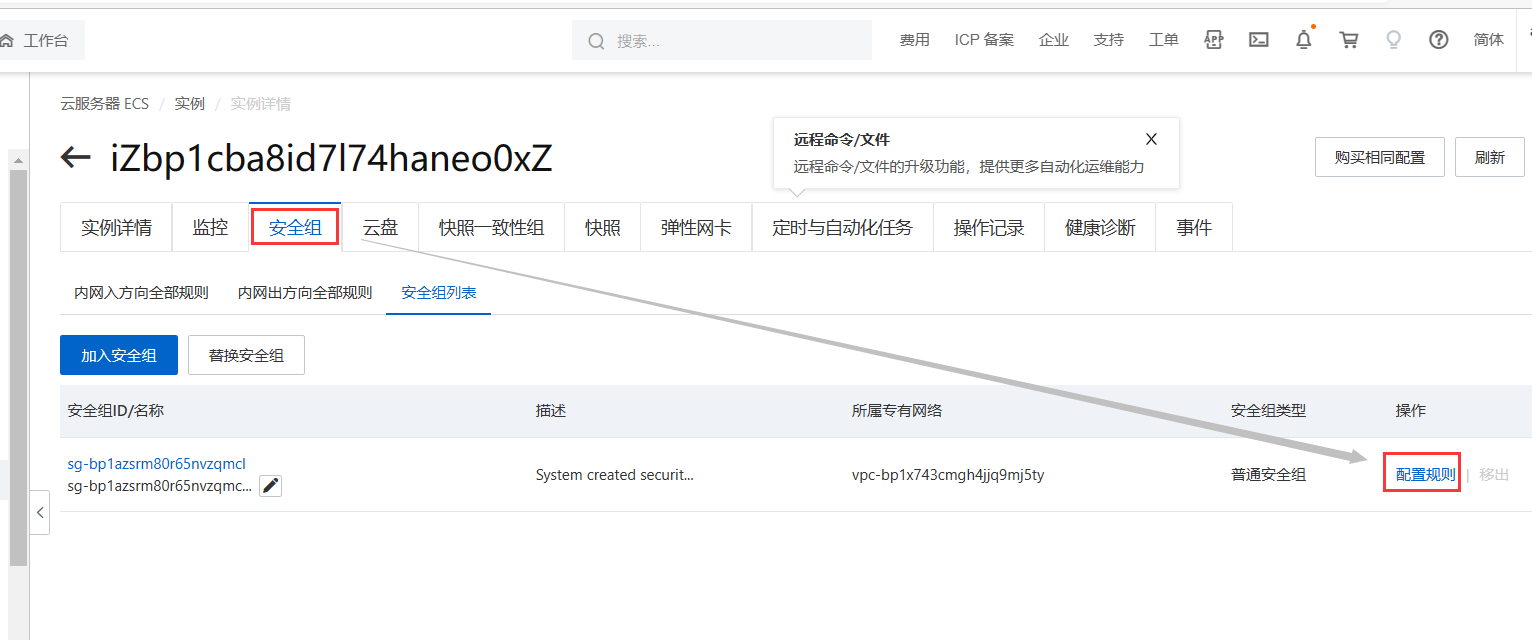 工作台
搜索...
费用 ICP 备案 企业 支持 工单 APP 简体
云服务器 ECS / 实例 / 实例详情
iZbp1cba8id7l74haneo0xZ
远程命令/文件
远程命令/文件的升级功能，提供更多自动化运维能力
购买相同配置 刷新
实例详情 监控 安全组 云盘 快照一致性组 快照 弹性网卡 定时与自动化任务 操作记录 健康诊断 事件
内网入方向全部规则 内网出方向全部规则 安全组列表
加入安全组 替换安全组
安全组ID/名称 描述 所属专有网络 安全组类型 操作
sg-bp1azsrm80r65nvzqmcl
sg-bp1azsrm80r65nvzqmc...
System created securit... vpc-bp1x743cmgh4jjq9mj5ty 普通安全组 配置规则 | 移出